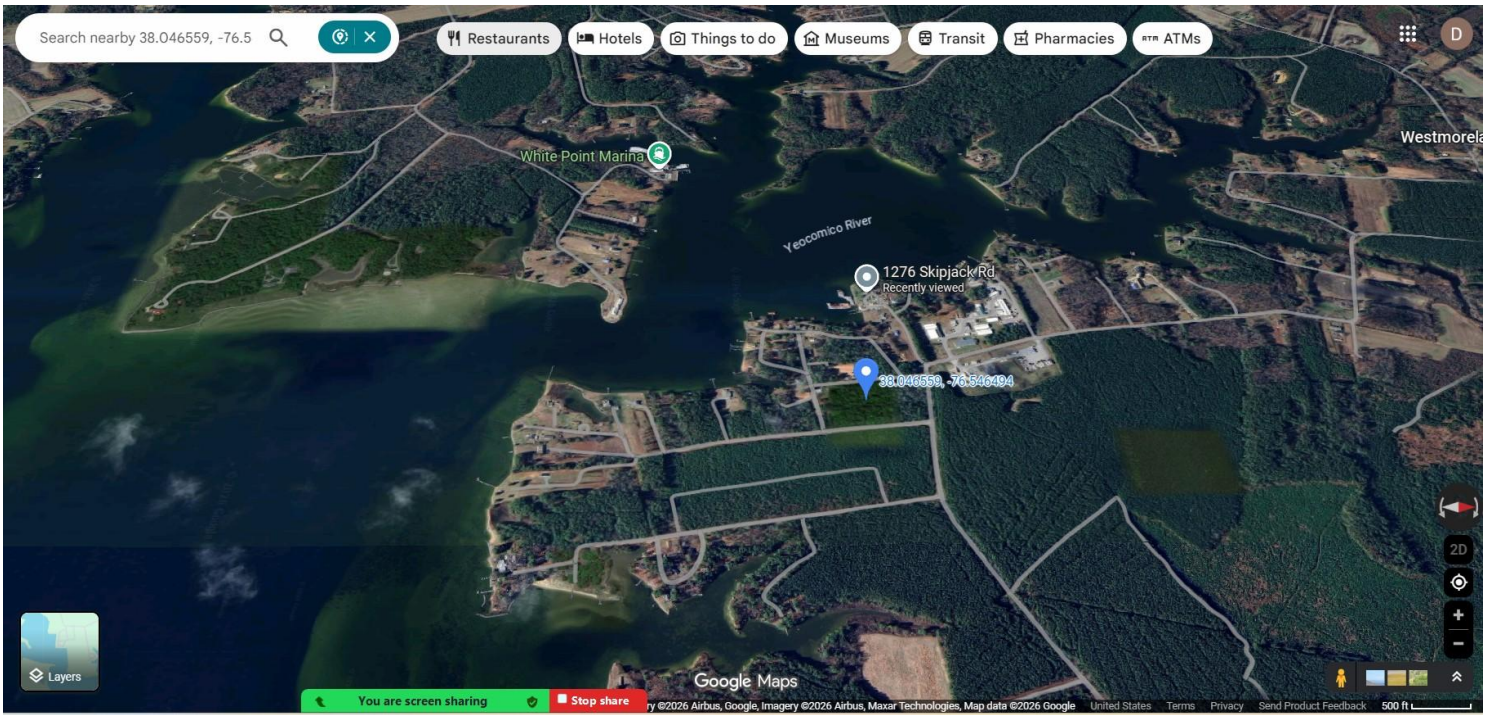 Search nearby 38.046559, -76.5
Restaurants
Hotels
Things to do
Museums
Transit
Pharmacies
ATM ATMs
D
White Point Marina
Westmorela
Yeocomico River
1276 Skipjack Rd
Recently viewed
38.046559, -76.546494
2D
Layers
Google Maps
You are screen sharing
Stop share
ry ©2026 Airbus, Google, Imagery ©2026 Airbus, Maxar Technologies, Map data ©2026 Google United States Terms Privacy Send Product Feedback 500 ft